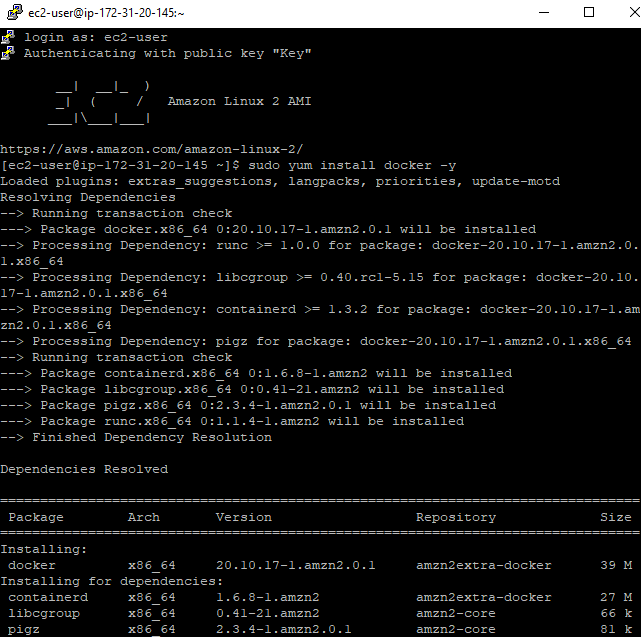 ec2-user@ip-172-31-20-145:~
login as: ec2-user
Authenticating with public key "Key"
       __|  __|_  )
       _|  (     /   Amazon Linux 2 AMI
      ___|\___|___|
https://aws.amazon.com/amazon-linux-2/
[ec2-user@ip-172-31-20-145 ~]$ sudo yum install docker -y
Loaded plugins: extras_suggestions, langpacks, priorities, update-motd
Resolving Dependencies
--> Running transaction check
---> Package docker.x86_64 0:20.10.17-1.amzn2.0.1 will be installed
--> Processing Dependency: runc >= 1.0.0 for package: docker-20.10.17-1.amzn2.0.
1.x86_64
--> Processing Dependency: libcgroup >= 0.40.rc1-5.15 for package: docker-20.10.
17-1.amzn2.0.1.x86_64
--> Processing Dependency: containerd >= 1.3.2 for package: docker-20.10.17-1.am
zn2.0.1.x86_64
--> Processing Dependency: pigz for package: docker-20.10.17-1.amzn2.0.1.x86_64
--> Running transaction check
---> Package containerd.x86_64 0:1.6.8-1.amzn2 will be installed
---> Package libcgroup.x86_64 0:0.41-21.amzn2 will be installed
---> Package pigz.x86_64 0:2.3.4-1.amzn2.0.1 will be installed
---> Package runc.x86_64 0:1.1.4-1.amzn2 will be installed
--> Finished Dependency Resolution
Dependencies Resolved
================================================================================
 Package        Arch       Version                  Repository            Size
================================================================================
Installing:
 docker         x86_64     20.10.17-1.amzn2.0.1     amzn2extra-docker     39 M
Installing for dependencies:
 containerd     x86_64     1.6.8-1.amzn2            amzn2extra-docker     27 M
 libcgroup      x86_64     0.41-21.amzn2            amzn2-core            66 k
 pigz           x86_64     2.3.4-1.amzn2.0.1        amzn2-core            81 k